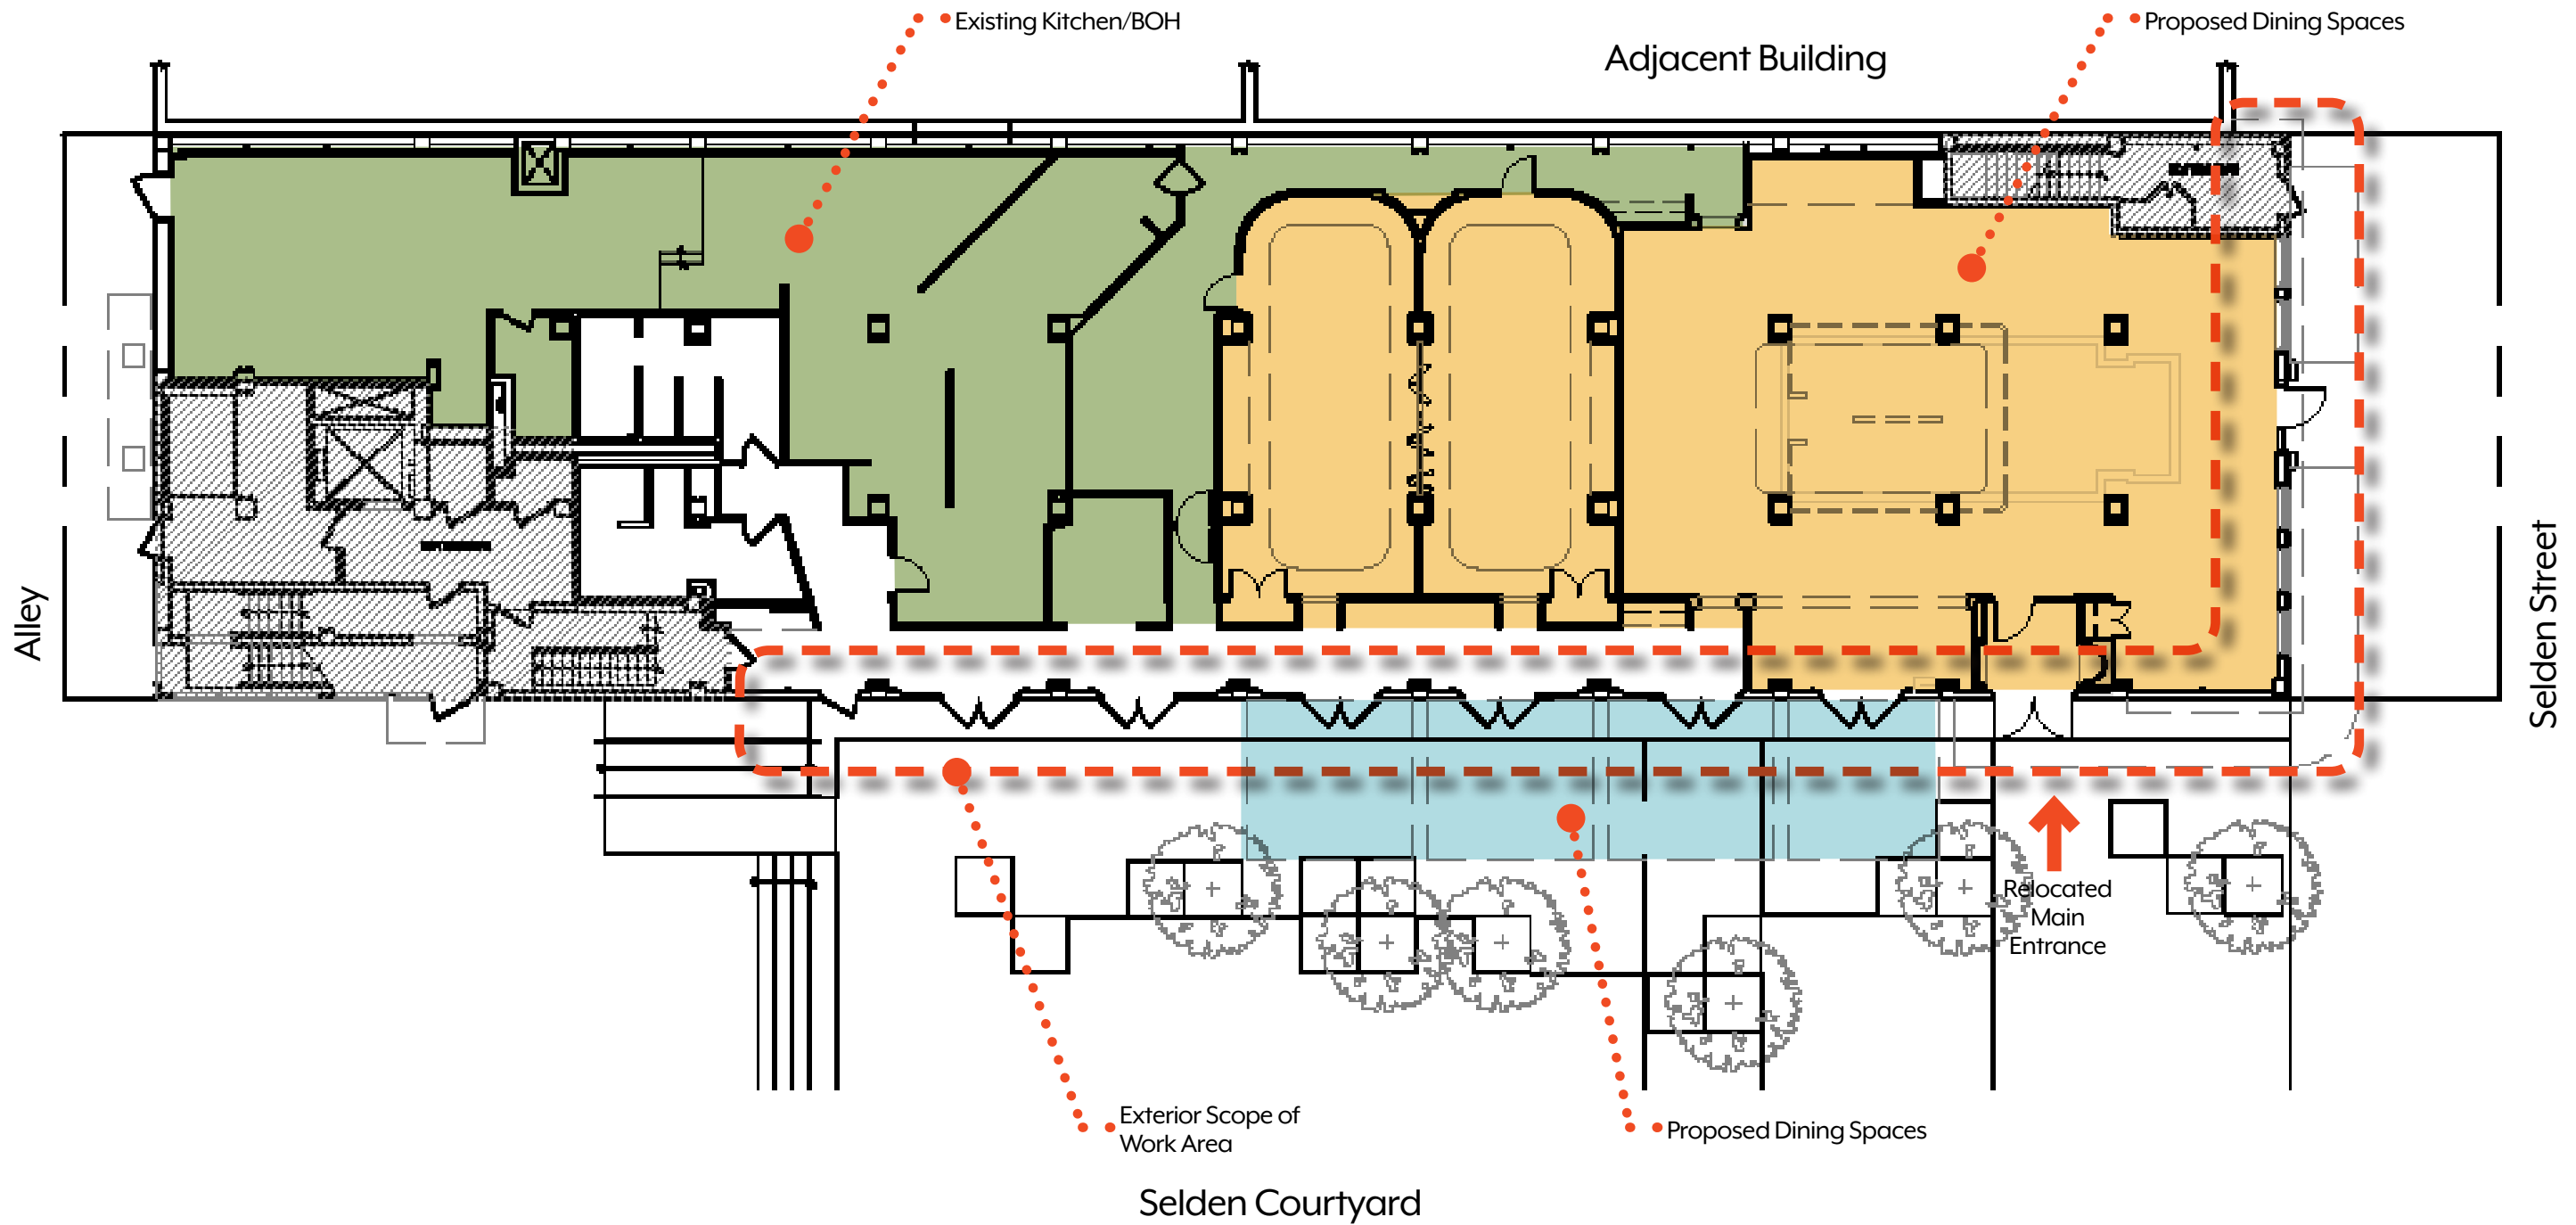 Existing Kitchen/BOH
Proposed Dining Spaces
Adjacent Building
Alley
Selden Street
Relocated
Main
Entrance
Exterior Scope of
Work Area
Proposed Dining Spaces
Selden Courtyard